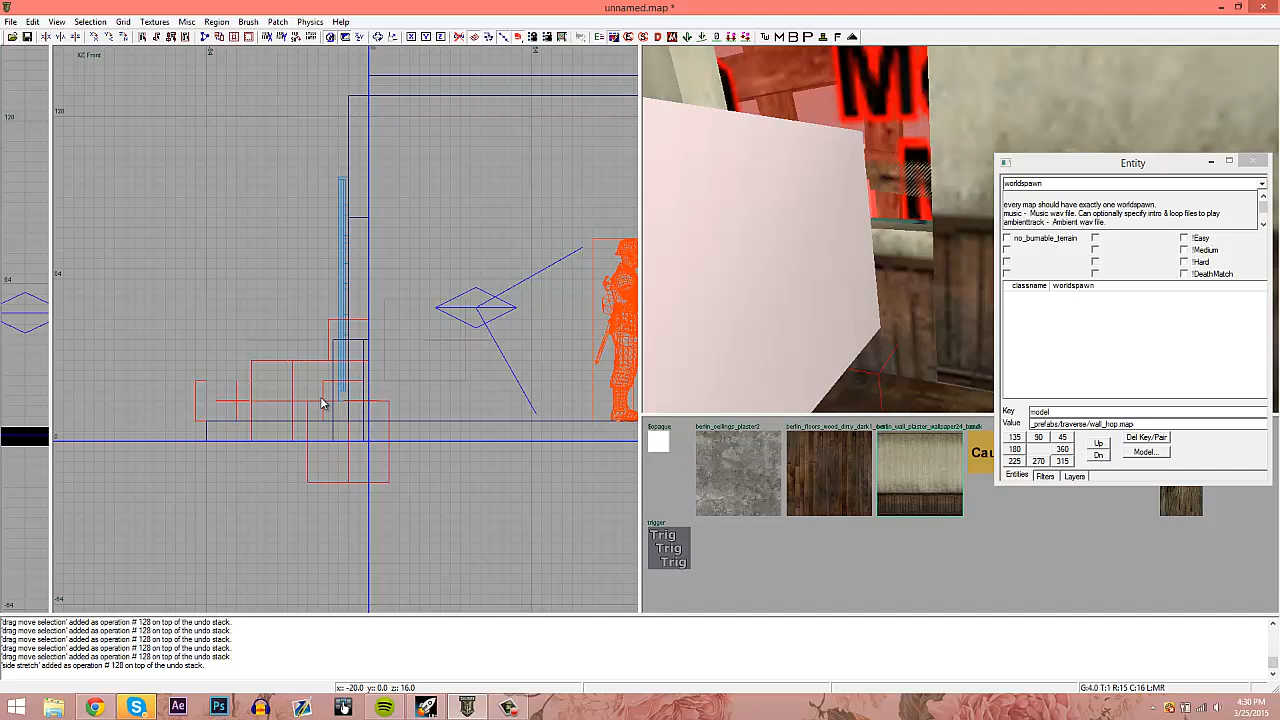 unnamed.map *
File Edit View Selection Grid Textures Misc Region Brush Patch Physics Help
XZ Front
Entity
worldspawn
every map should have exactly one worldspawn.
music - Music wav file. Can optionally specify intro & loop files to play
ambienttrack - Ambient wav file.
no_bumable_terrain
!Easy
!Medium
!Hard
!DeathMatch
classname worldspawn
Key model
Value _prefabs/traverse/wall_hop.map
135 90 45
180 360
225 270 315
Up
Dn
Del Key/Pair
Model...
Entities Filters Layers
berlin_ceilings_plaster2
berlin_wall_plaster_wallpaper24_
Cau
trigger
Trig
Trig
Trig
128
64
0
-64
128
64
0
-64
'drag move selection' added as operation # 128 on top of the undo stack.
'drag move selection' added as operation # 128 on top of the undo stack.
'drag move selection' added as operation # 128 on top of the undo stack.
'drag move selection' added as operation # 128 on top of the undo stack.
'drag move selection' added as operation # 128 on top of the undo stack.
'side stretch' added as operation # 128 on top of the undo stack.
x: -20.0 y: 0.0 z: 16.0
G:4.0 T:1 R:15 C:16 L:MR
Ae
Ps
4:30 PM
3/25/2015